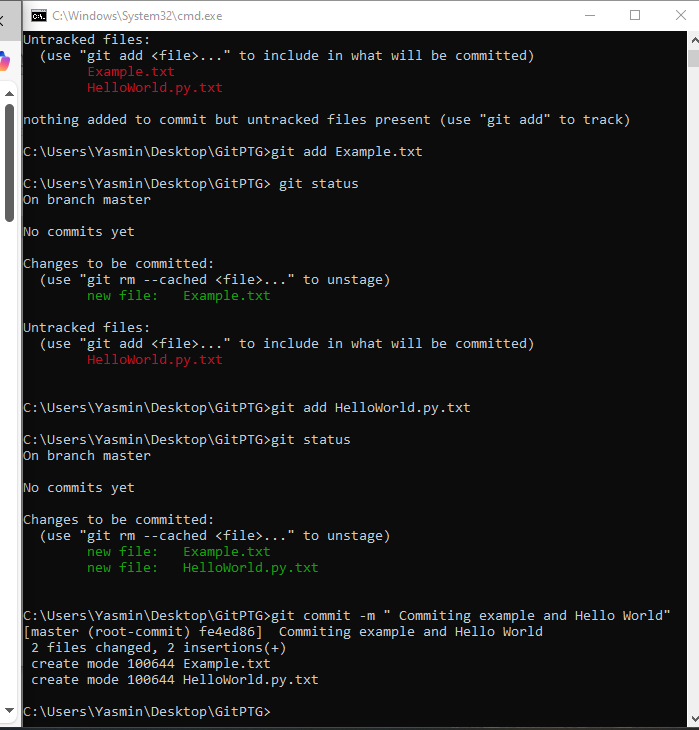 C:\Windows\System32\cmd.exe
Untracked files:
  (use "git add <file>..." to include in what will be committed)
        Example.txt
        HelloWorld.py.txt

nothing added to commit but untracked files present (use "git add" to track)

C:\Users\Yasmin\Desktop\GitPTG>git add Example.txt

C:\Users\Yasmin\Desktop\GitPTG> git status
On branch master

No commits yet

Changes to be committed:
  (use "git rm --cached <file>..." to unstage)
        new file:   Example.txt

Untracked files:
  (use "git add <file>..." to include in what will be committed)
        HelloWorld.py.txt


C:\Users\Yasmin\Desktop\GitPTG>git add HelloWorld.py.txt

C:\Users\Yasmin\Desktop\GitPTG>git status
On branch master

No commits yet

Changes to be committed:
  (use "git rm --cached <file>..." to unstage)
        new file:   Example.txt
        new file:   HelloWorld.py.txt


C:\Users\Yasmin\Desktop\GitPTG>git commit -m " Commiting example and Hello World"
[master (root-commit) fe4ed86]  Commiting example and Hello World
 2 files changed, 2 insertions(+)
 create mode 100644 Example.txt
 create mode 100644 HelloWorld.py.txt

C:\Users\Yasmin\Desktop\GitPTG>